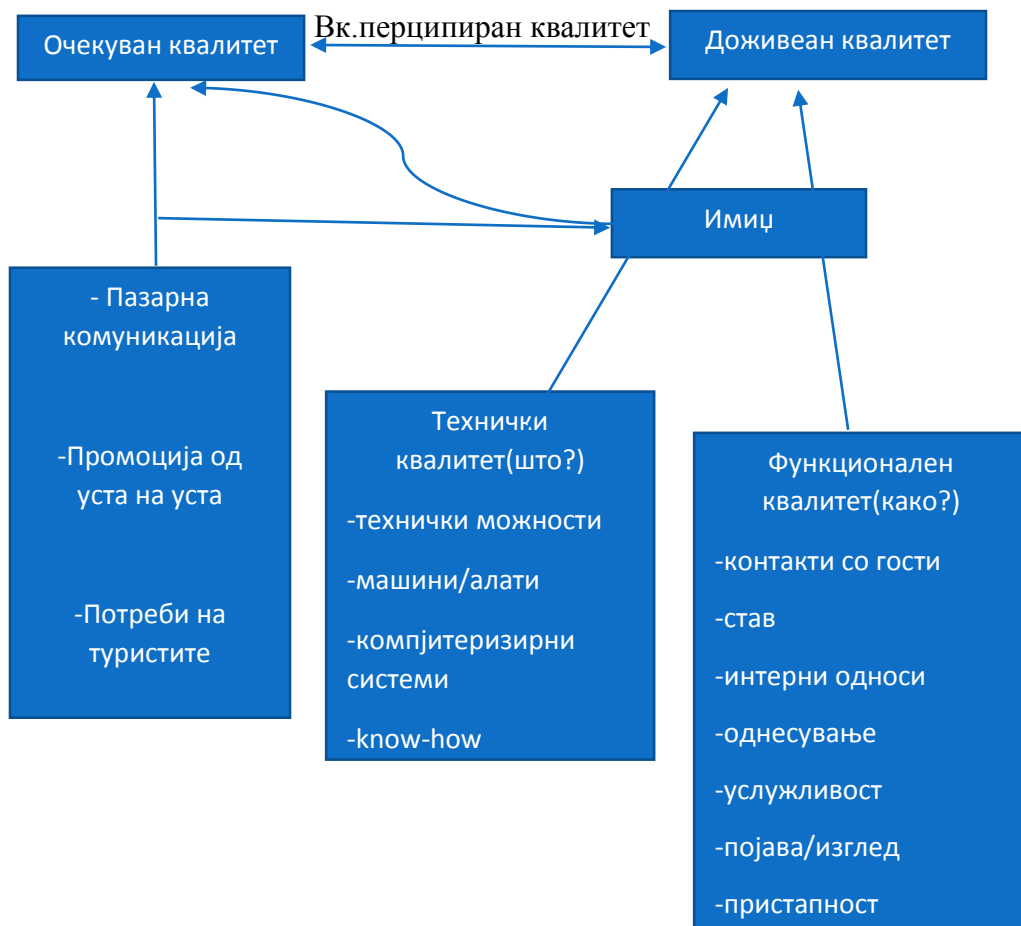 Очекуван квалитет
Вк.перципиран квалитет
Доживеан квалитет
Имиџ
- Пазарна
комуникација
-Промоција од
уста на уста
-Потреби на
туристите
Технички
квалитет(што?)
-технички можности
-машини/алати
-компјитеризирни
системи
-know-how
Функционален
квалитет(како?)
-контакти со гости
-став
-интерни односи
-однесување
-услужливост
-појава/изглед
-пристапност